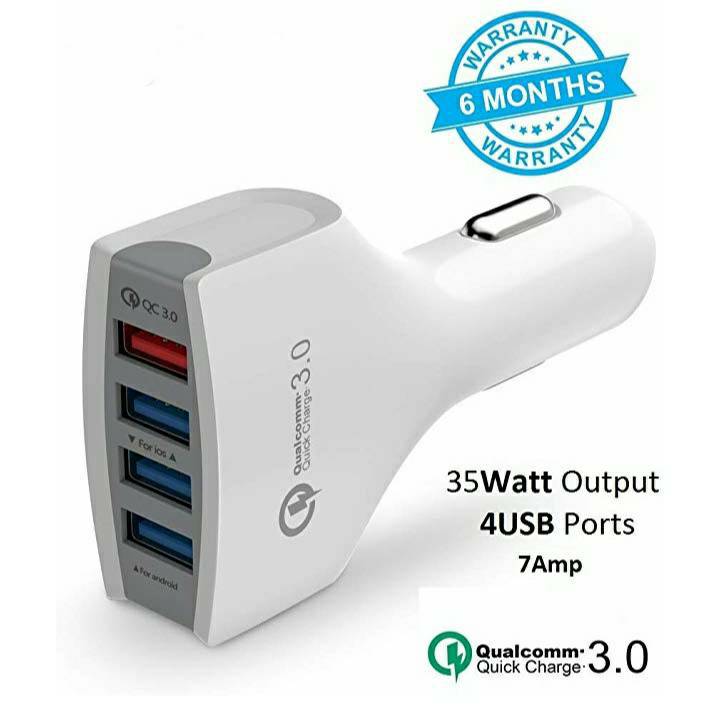 WARRANTY
6 MONTHS
WARRANTY
QC 3.0
▼ For ios ▲
▲ For android
Qualcomm·
Quick Charge·3.0
35Watt Output
4USB Ports
7Amp
Qualcomm·
Quick Charge·3.0